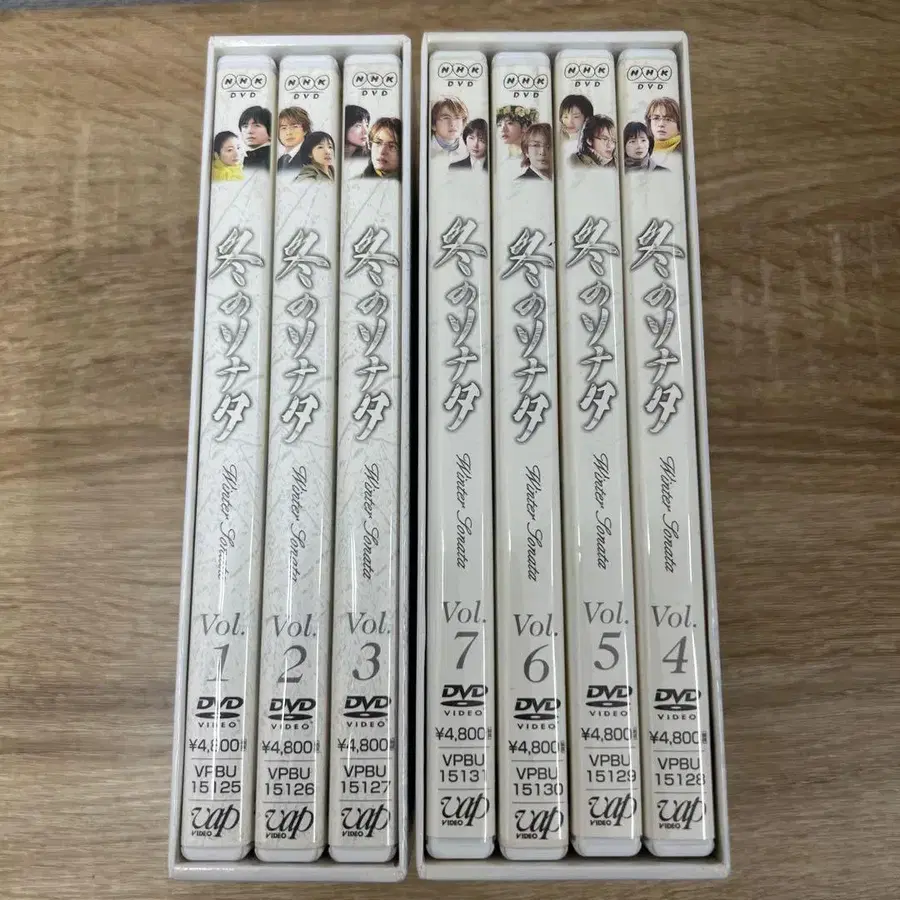 NHK
DVD
冬のソナタ
Winter Sonata
Vol.
1
DVD
VIDEO
¥4,800
VPBU
15125
vap
VIDEO
NHK
DVD
冬のソナタ
Winter Sonata
Vol.
2
DVD
VIDEO
¥4,800
VPBU
15126
vap
VIDEO
NHK
DVD
冬のソナタ
Winter Sonata
Vol.
3
DVD
VIDEO
¥4,800
VPBU
15127
vap
VIDEO
NHK
DVD
冬のソナタ
Winter Sonata
Vol.
7
DVD
VIDEO
¥4,800
VPBU
15131
vap
VIDEO
NHK
DVD
冬のソナタ
Winter Sonata
Vol.
6
DVD
VIDEO
¥4,800
VPBU
15130
vap
VIDEO
NHK
DVD
冬のソナタ
Winter Sonata
Vol.
5
DVD
VIDEO
¥4,800
VPBU
15129
vap
VIDEO
NHK
DVD
冬のソナタ
Winter Sonata
Vol.
4
DVD
VIDEO
¥4,800
VPBU
15128
vap
VIDEO